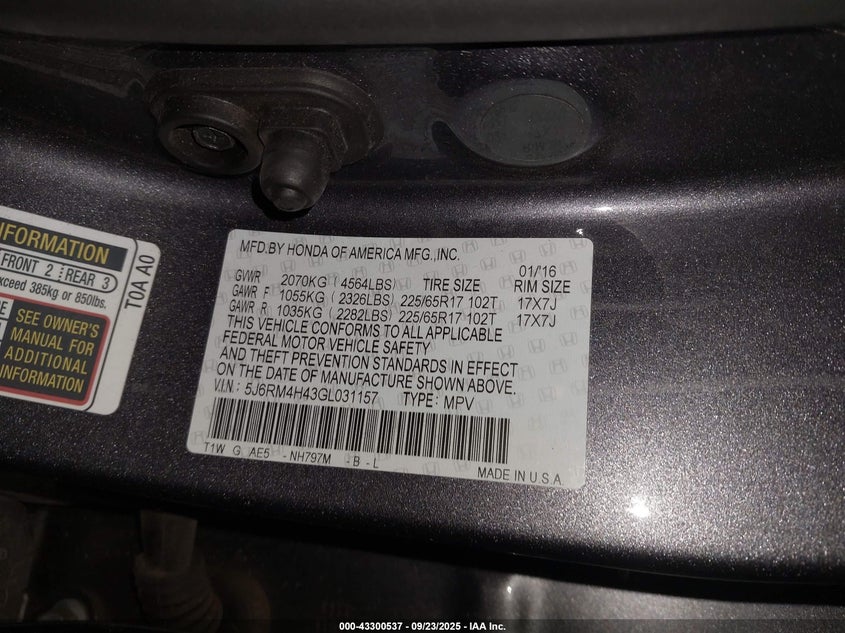 MFD.BY HONDA OF AMERICA MFG.,INC.
01/16
GVWR 2070KG ( 4564LBS) TIRE SIZE RIM SIZE
GAWR F 1055KG ( 2326LBS) 225/65R17 102T 17X7J
GAWR R 1035KG ( 2282LBS) 225/65R17 102T 17X7J
THIS VEHICLE CONFORMS TO ALL APPLICABLE
FEDERAL MOTOR VEHICLE SAFETY
AND THEFT PREVENTION STANDARDS IN EFFECT
ON THE DATE OF MANUFACTURE SHOWN ABOVE.
V.I.N.: 5J6RM4H43GL031157 TYPE: MPV
T1W G AE5 - NH797M - B - L
MADE IN U.S.A.
FORMATION
FRONT 2 REAR 3
exceed 385kg or 850lbs.
T0A A0
SEE OWNER'S
MANUAL FOR
ADDITIONAL
INFORMATION
000-43300537 - 09/23/2025 - IAA Inc.